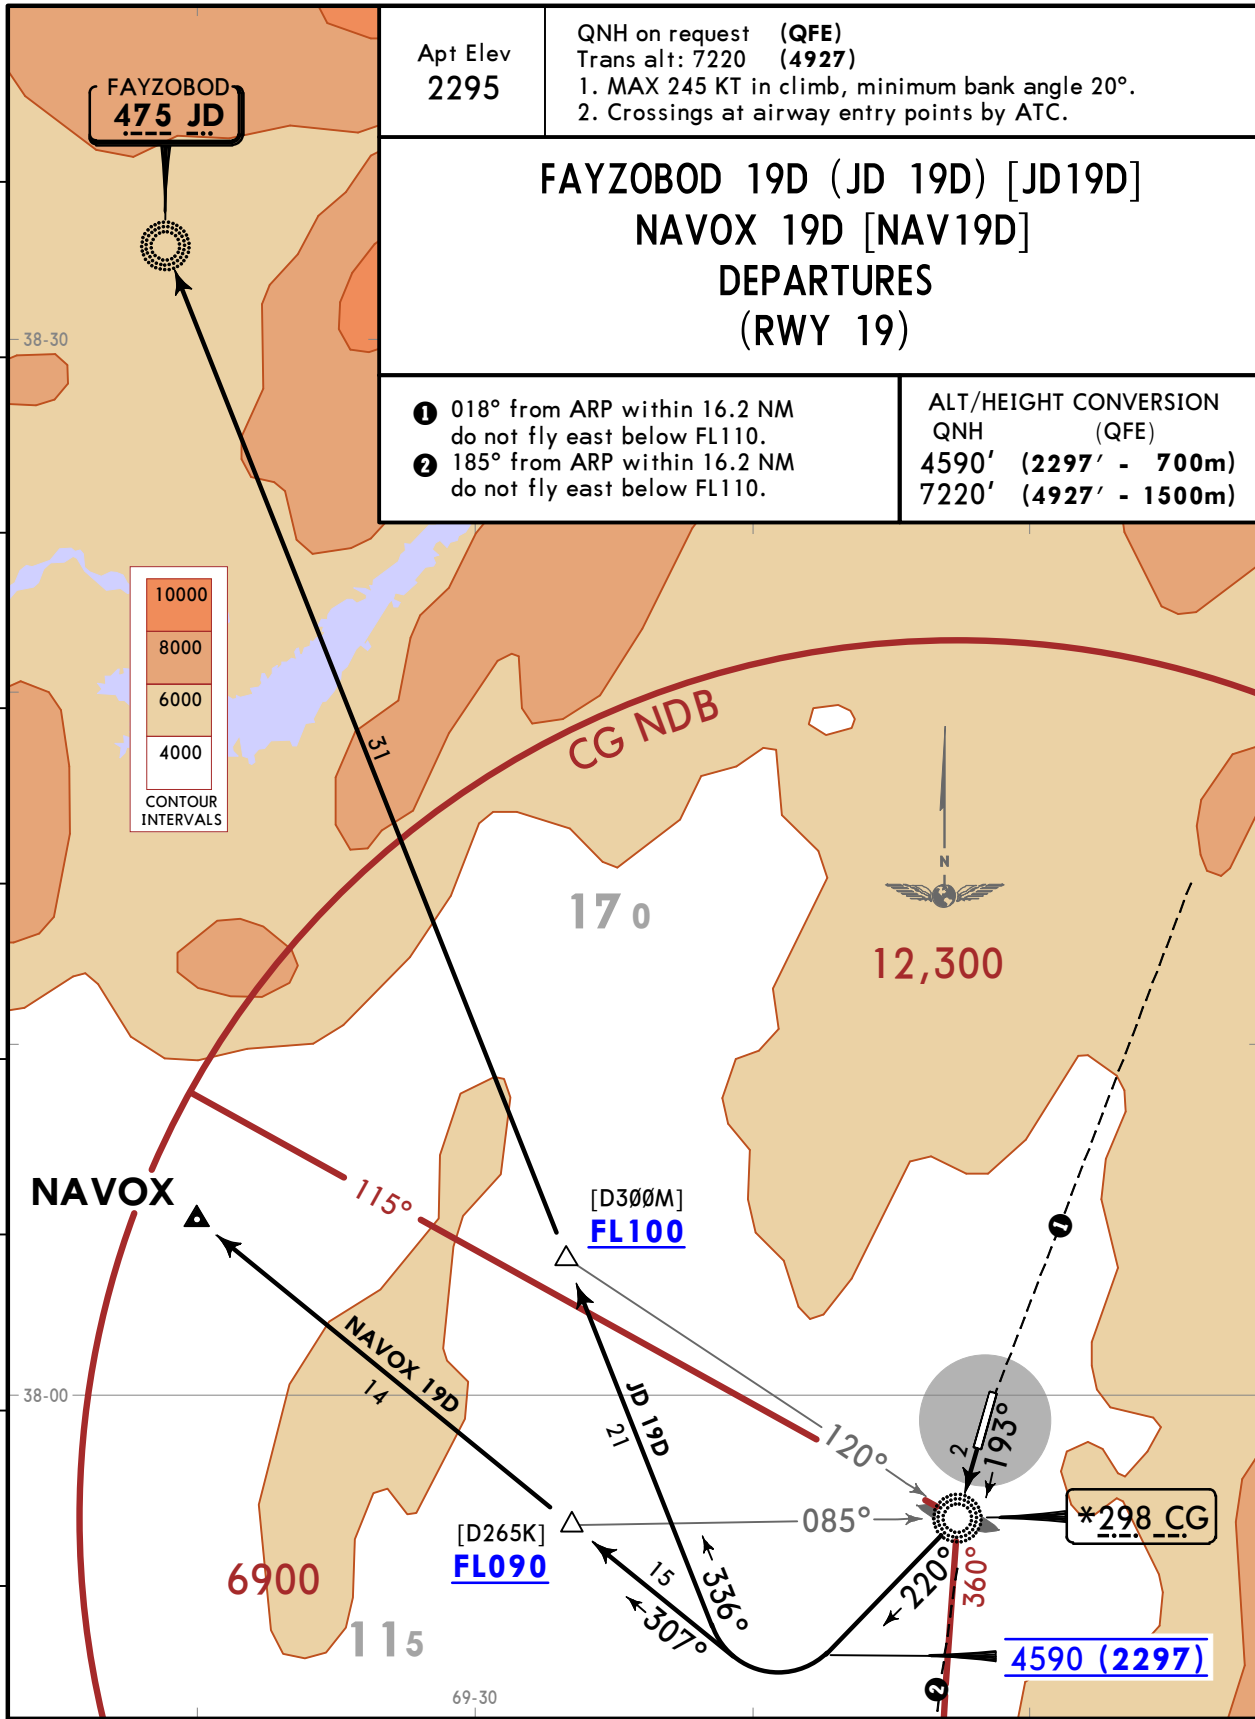 Apt Elev
2295
QNH on request (QFE)
Trans alt: 7220 (4927)
1. MAX 245 KT in climb, minimum bank angle 20°.
2. Crossings at airway entry points by ATC.
FAYZOBOD
475 JD
FAYZOBOD 19D (JD 19D) [JD19D]
NAVOX 19D [NAV19D]
DEPARTURES
(RWY 19)
38-30
1 018° from ARP within 16.2 NM
do not fly east below FL110.
2 185° from ARP within 16.2 NM
do not fly east below FL110.
ALT/HEIGHT CONVERSION
QNH (QFE)
4590' (2297' - 700m)
7220' (4927' - 1500m)
10000
8000
6000
4000
CONTOUR
INTERVALS
31
CG NDB
170
N
12,300
NAVOX
115°
[D300M]
FL100
1
NAVOX 19D
14
JD 19D
21
38-00
120°
2
193°
[D265K]
FL090
085°
*298 CG
6900
115
15
307°
336°
220°
360°
4590 (2297)
2
69-30